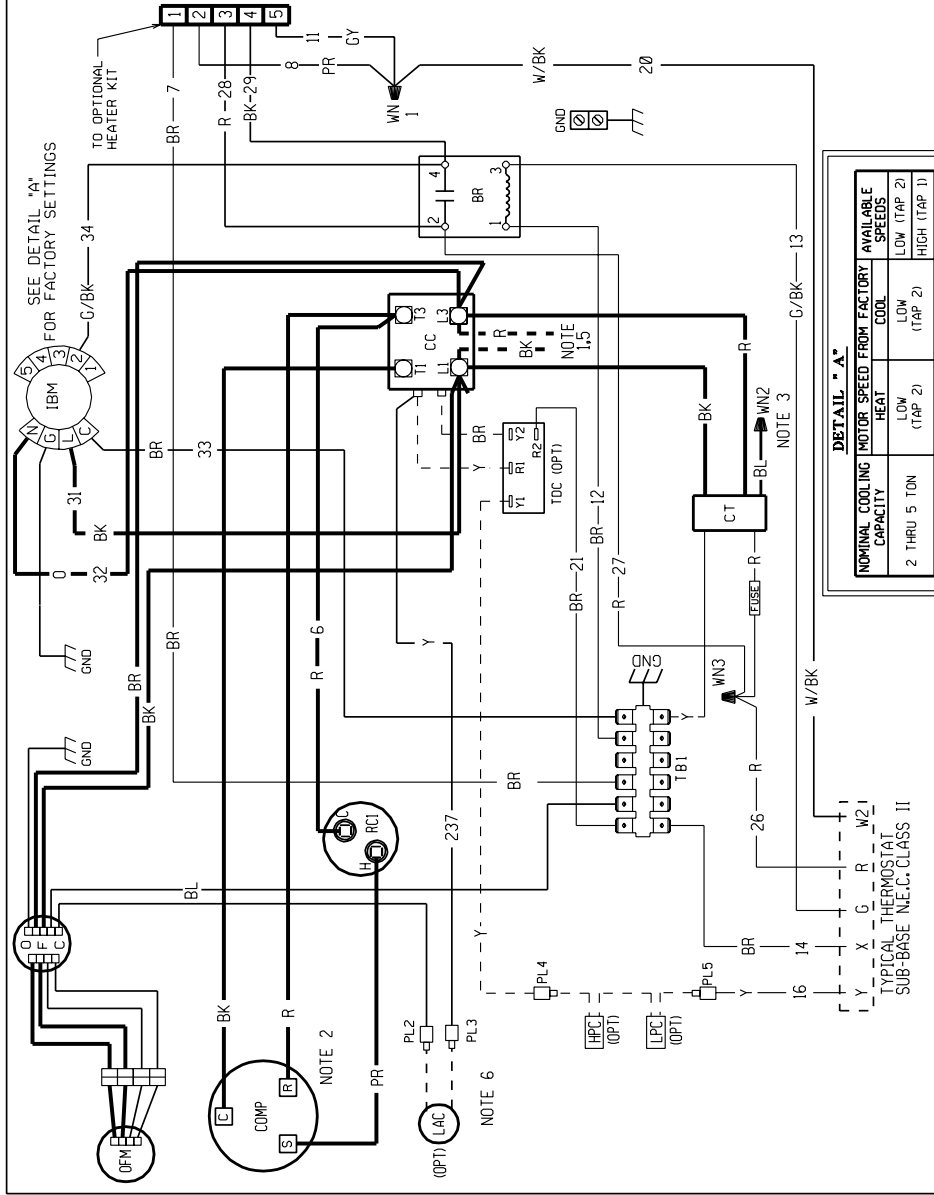 TO OPTIONAL
HEATER KIT
1
2
3
4
5
BR
7
R
28
BK
29
8
PR
11
GY
WN
1
W/BK
20
SEE DETAIL "A"
FOR FACTORY SETTINGS
G/BK
34
IBM
5
4
3
2
1
N
G
L
C
31
BK
O
32
BR
33
GND
GND
BR
BK
BR
GND
2
4
BR
1
3
G/BK
13
T3
L3
CC
T1
L1
R
BK
NOTE
1,5
BR
Y
Y2
R2
R1
Y1
TDC (OPT)
BR
12
BR
21
R
27
BK
R
CT
BL
WN2
NOTE 3
R
FUSE
Y
WN3
R
26
GND
TB1
BR
R
6
RC1
C
H
Y
237
BL
O
F
C
OFM
BK
R
PR
COMP
C
R
S
NOTE 2
PL2
PL3
LAC
(OPT)
NOTE 6
Y
PL4
HPC
(OPT)
LPC
(OPT)
PL5
Y
16
BR
14
W/BK
Y
X
G
R
W2
TYPICAL THERMOSTAT
SUB-BASE N.E.C. CLASS II
DETAIL "A"
NOMINAL COOLING
CAPACITY
MOTOR SPEED FROM FACTORY
HEAT
COOL
AVAILABLE
SPEEDS
2 THRU 5 TON
LOW
(TAP 2)
LOW
(TAP 2)
LOW (TAP 2)
HIGH (TAP 1)